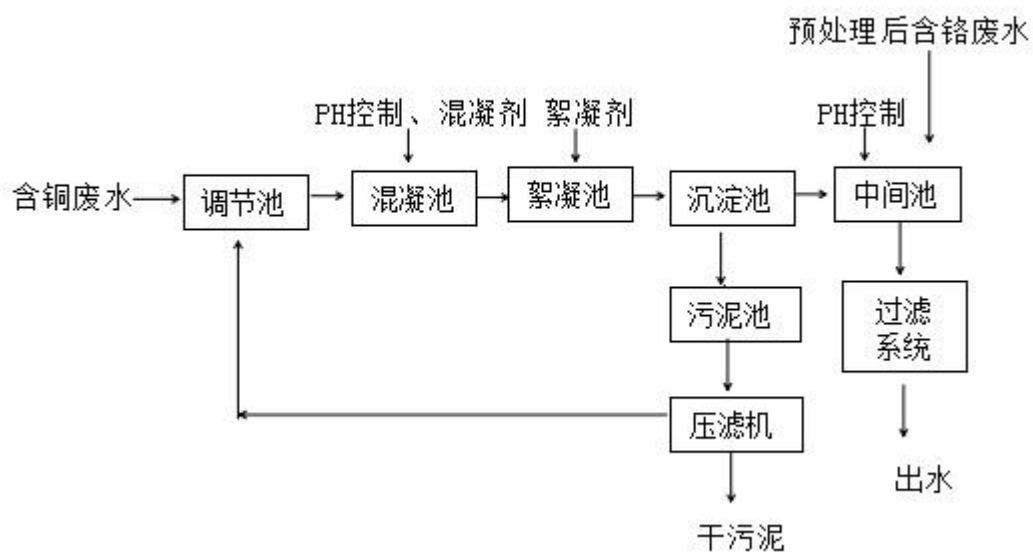 预处理后含铬废水
PH控制、混凝剂 絮凝剂
PH控制
含铜废水
调节池
混凝池
絮凝池
沉淀池
中间池
污泥池
过滤
系统
压滤机
出水
干污泥